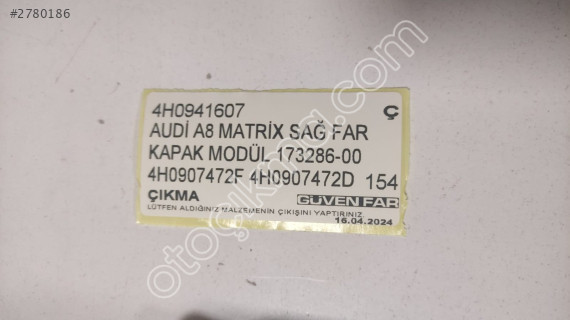 #2780186
4H0941607 Ç
AUDİ A8 MATRİX SAĞ FAR
KAPAK MODÜL 173286-00
4H0907472F 4H0907472D 154
ÇIKMA GÜVEN FAR
LÜTFEN ALDIĞINIZ MALZEMENİN ÇIKIŞINI YAPTIRINIZ
16.04.2024
otoçıkma.com